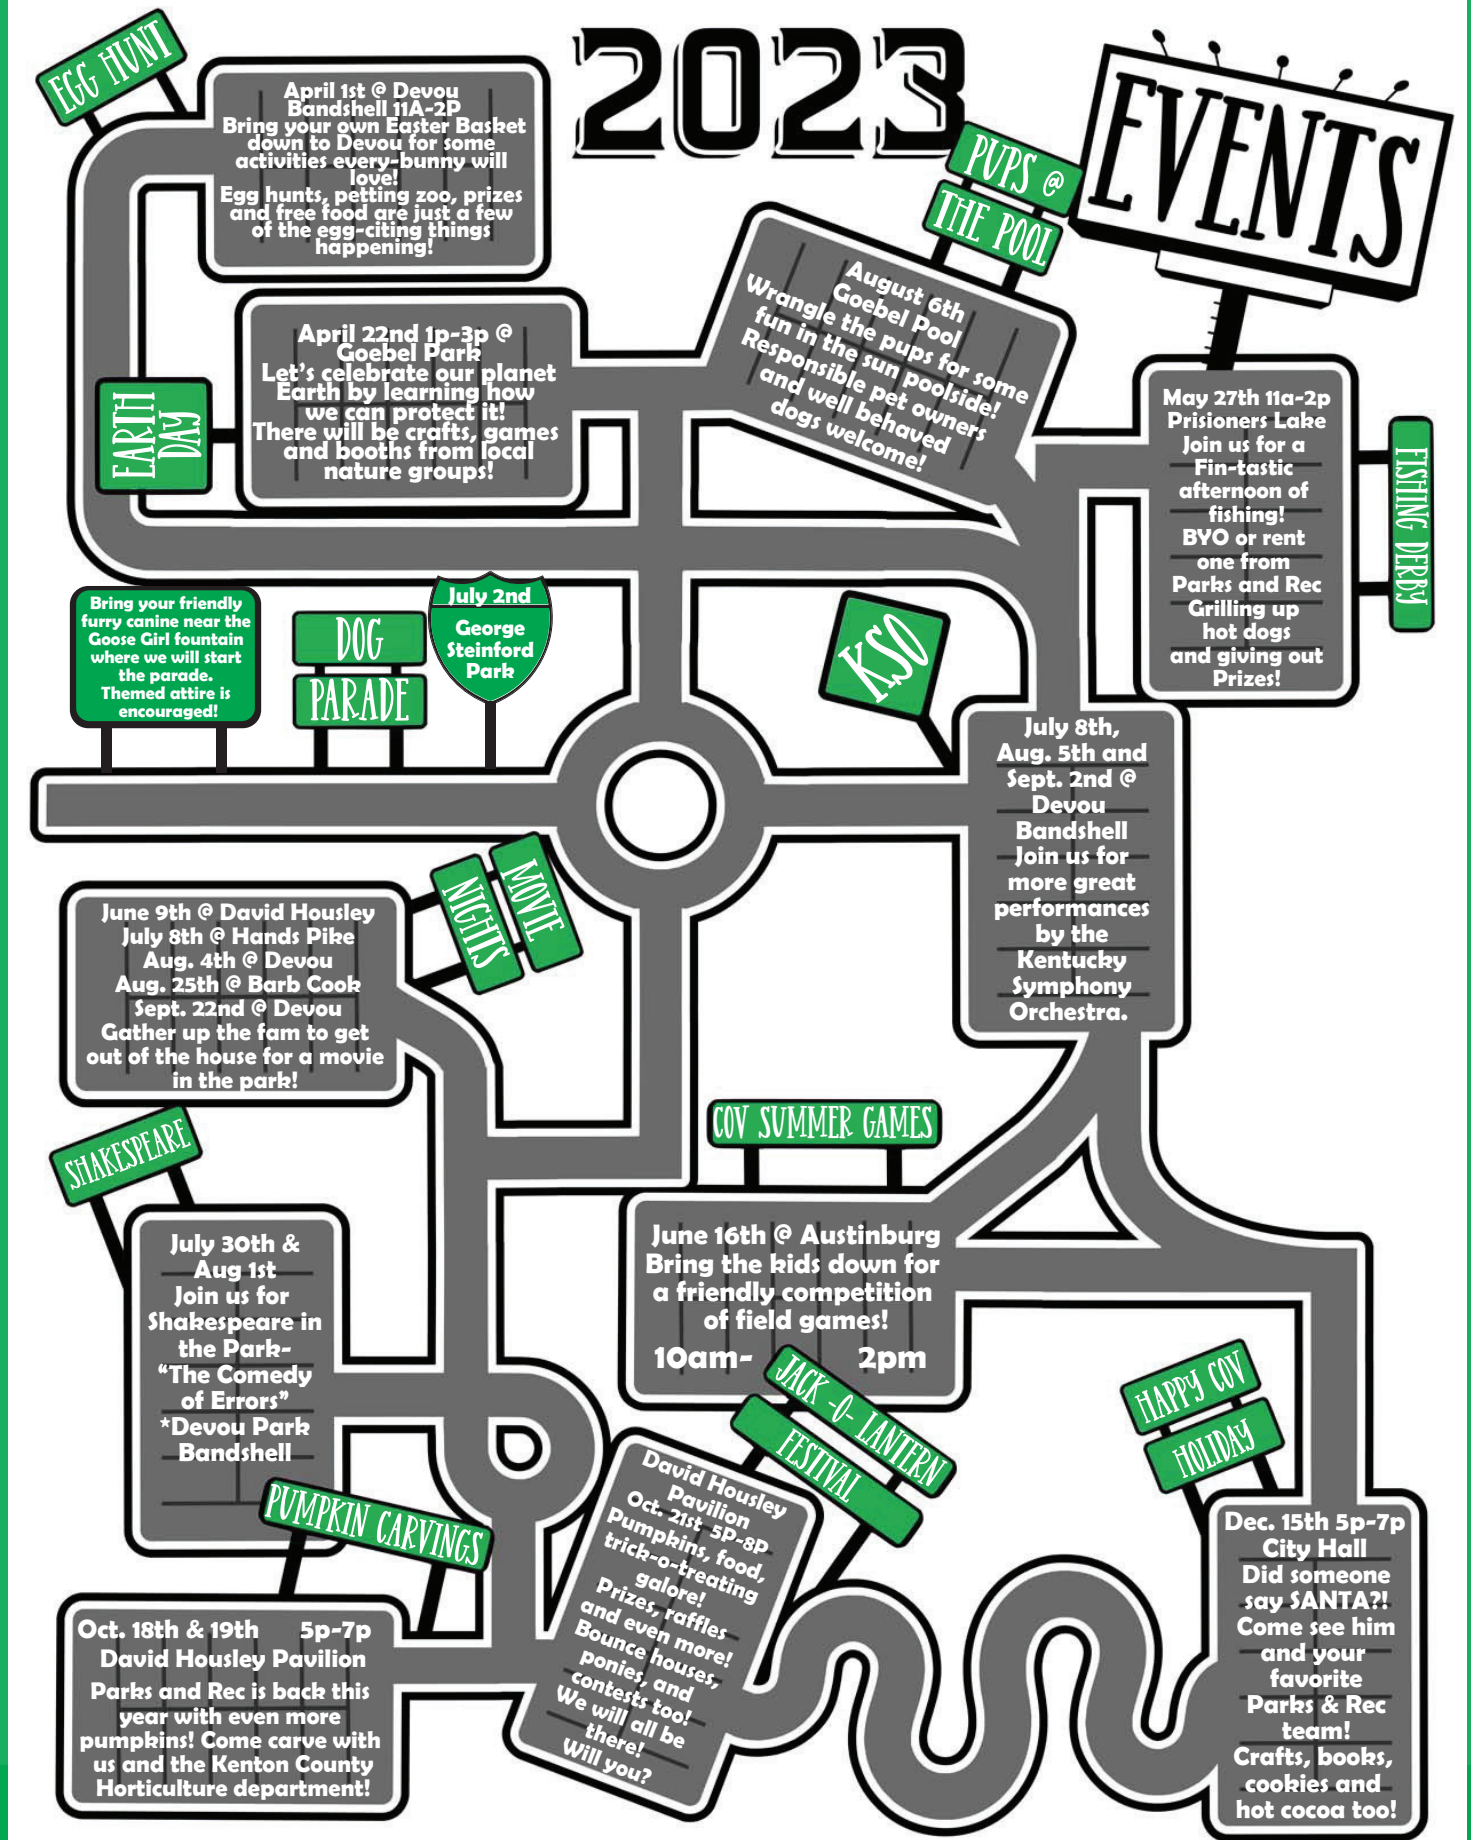 2023
EVENTS
EGG HUNT
April 1st @ Devou
Bandshell 11A-2P
Bring your own Easter Basket
down to Devou for some
activities every-bunny will
love!
Egg hunts, petting zoo, prizes
and free food are just a few
of the egg-citing things
happening!
PUPS @
THE POOL
August 6th
Goebel Pool
Wrangle the pups for some
fun in the sun poolside!
Responsible pet owners
and well behaved
dogs welcome!
EARTH
DAY
April 22nd 1p-3p @
Goebel Park
Let's celebrate our planet
Earth by learning how
we can protect it!
There will be crafts, games
and booths from local
nature groups!
May 27th 11a-2p
Prisioners Lake
Join us for a
Fin-tastic
afternoon of
fishing!
BYO or rent
one from
Parks and Rec
Grilling up
hot dogs
and giving out
Prizes!
FISHING DERBY
Bring your friendly
furry canine near the
Goose Girl fountain
where we will start
the parade.
Themed attire is
encouraged!
DOG
PARADE
July 2nd
George
Steinford
Park
KSO
July 8th,
Aug. 5th and
Sept. 2nd @
Devou
Bandshell
Join us for
more great
performances
by the
Kentucky
Symphony
Orchestra.
MOVIE
NIGHTS
June 9th @ David Housley
July 8th @ Hands Pike
Aug. 4th @ Devou
Aug. 25th @ Barb Cook
Sept. 22nd @ Devou
Gather up the fam to get
out of the house for a movie
in the park!
COV SUMMER GAMES
June 16th @ Austinburg
Bring the kids down for
a friendly competition
of field games!
10am- 2pm
SHAKESPEARE
July 30th &
Aug 1st
Join us for
Shakespeare in
the Park-
“The Comedy
of Errors”
*Devou Park
Bandshell
JACK -O- LANTERN
FESTIVAL
David Housley
Pavilion
Oct. 21st 5P-8P
Pumpkins, food,
trick-o-treating
galore!
Prizes, raffles
and even more!
Bounce houses,
ponies, and
contests too!
We will all be
there!
Will you?
HAPPY COV
HOLIDAY
Dec. 15th 5p-7p
City Hall
Did someone
say SANTA?!
Come see him
and your
favorite
Parks & Rec
team!
Crafts, books,
cookies and
hot cocoa too!
PUMPKIN CARVINGS
Oct. 18th & 19th 5p-7p
David Housley Pavilion
Parks and Rec is back this
year with even more
pumpkins! Come carve with
us and the Kenton County
Horticulture department!